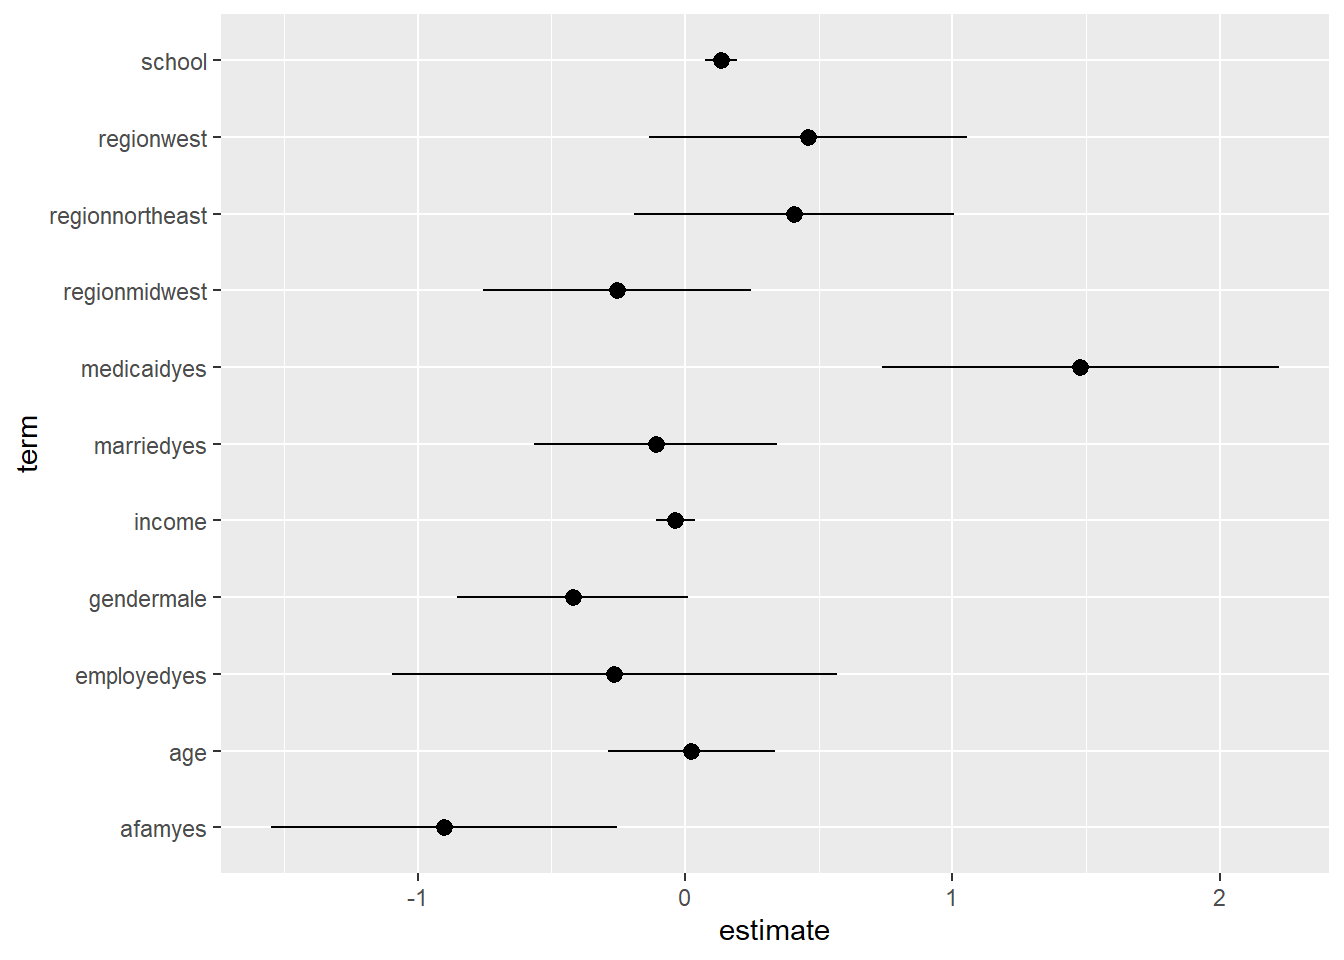 school
regionwest
regionnortheast
regionmidwest
medicaidyes
marriedyes
income
gendermale
employedyes
age
afamyes
term
-1 0 1 2
estimate